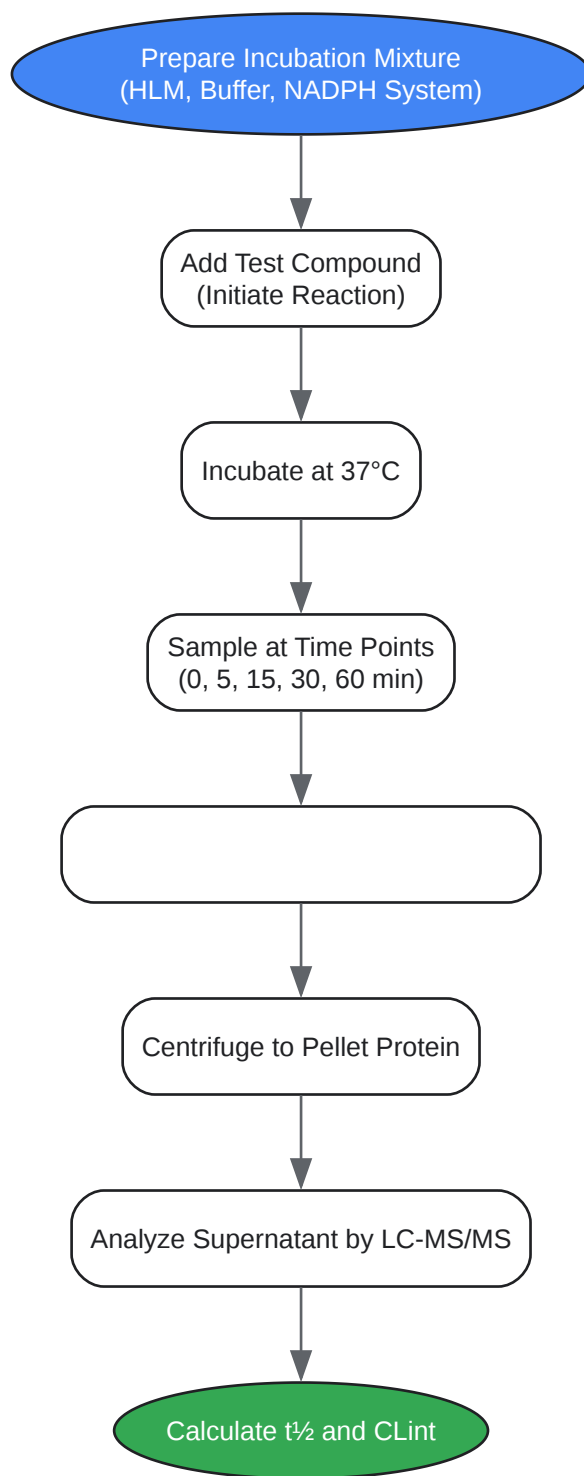 Prepare Incubation Mixture
(HLM, Buffer, NADPH System)
Add Test Compound
(Initiate Reaction)
Incubate at 37°C
Sample at Time Points
(0, 5, 15, 30, 60 min)
Centrifuge to Pellet Protein
Analyze Supernatant by LC-MS/MS
Calculate t½ and CLint